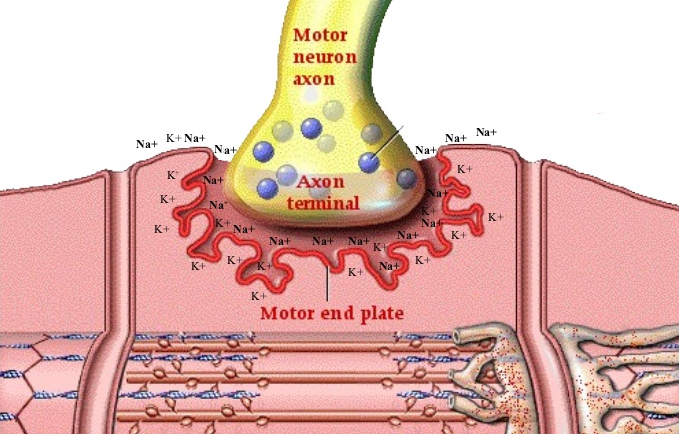 Motor
neuron
axon
Na+ K+ Na+ Na+
Na+ Na+ Na+
K+ Na+ Na+ K+
K+ Na+ K+ K+
K+ K+ Na+ Na+ K+
Na+ Na+ Na+ K+ Na+
K+ K+ K+ K+ Na+ K+
K+
Axon
terminal
Motor end plate